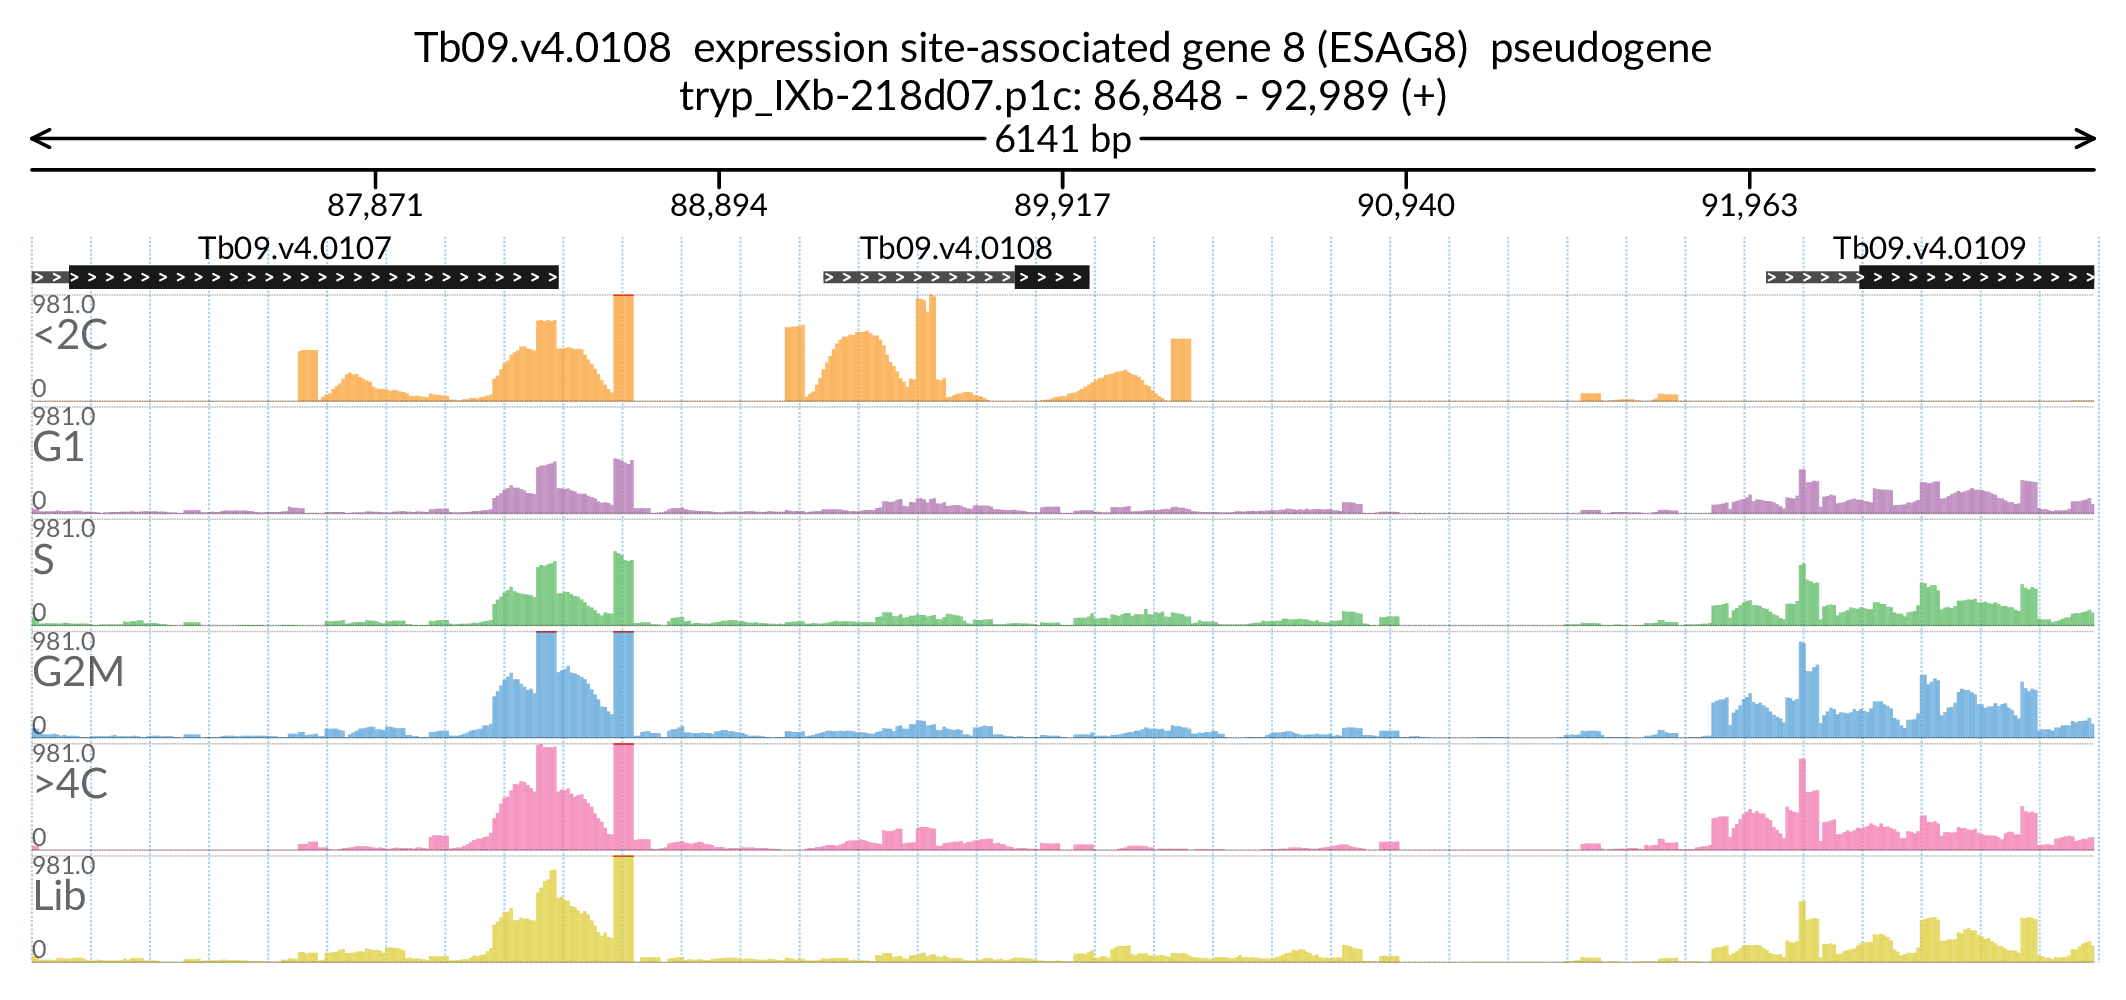 Tb09.v4.0108  expression site-associated gene 8 (ESAG8)  pseudogene
tryp_IXb-218d07.p1c: 86,848 - 92,989 (+)
6141 bp
87,871 88,894 89,917 90,940 91,963
Tb09.v4.0107 Tb09.v4.0108 Tb09.v4.0109
981.0
<2C
0
981.0
G1
0
981.0
S
0
981.0
G2M
0
981.0
>4C
0
981.0
Lib
0